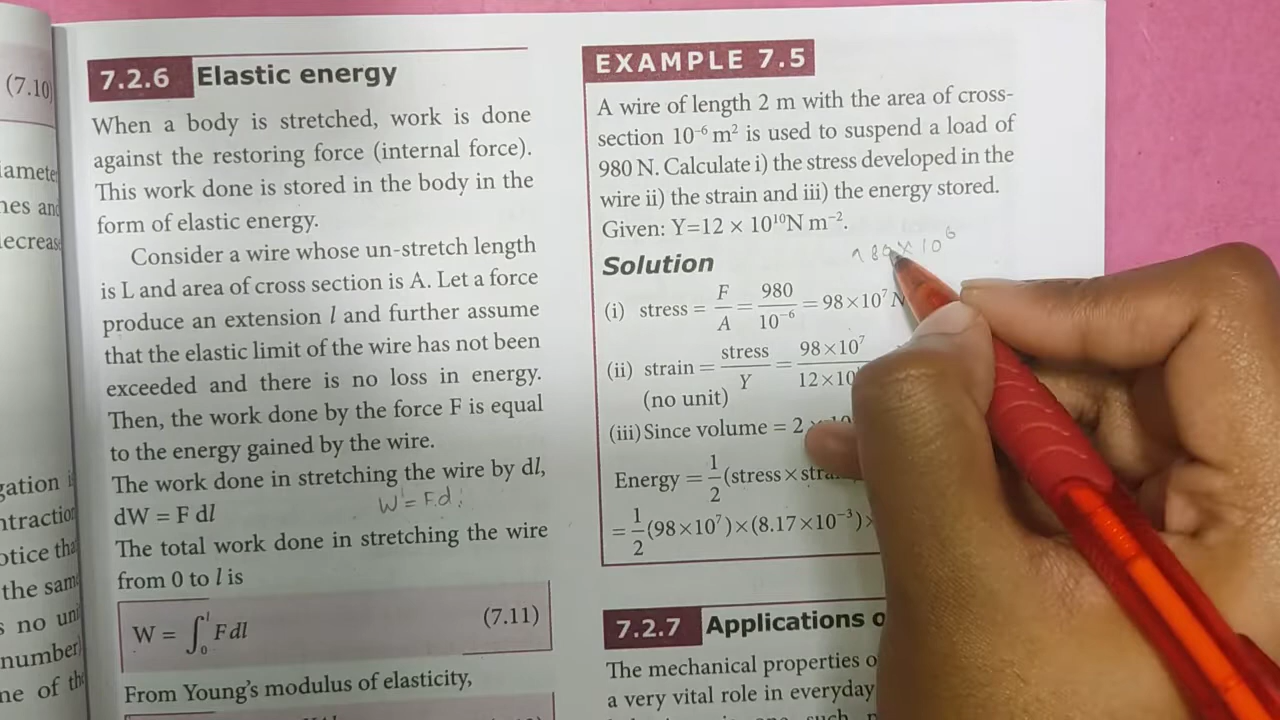 (7.10)
nes and
7.2.6 Elastic energy
When a body is stretched, work is done
against the restoring force (internal force).
This work done is stored in the body in the
form of elastic energy.
Consider a wire whose un-stretch length
is L and area of cross section is A. Let a force
produce an extension l and further assume
that the elastic limit of the wire has not been
exceeded and there is no loss in energy.
Then, the work done by the force F is equal
to the energy gained by the wire.
The work done in stretching the wire by dl,
W = F.d
dW = F dl
The total work done in stretching the wire
from 0 to l is
W = ∫₀ˡ F dl (7.11)
From Young's modulus of elasticity,
the same
s no uni
number)
ne of the
EXAMPLE 7.5
A wire of length 2 m with the area of cross-
section 10⁻⁶ m² is used to suspend a load of
980 N. Calculate i) the stress developed in the
wire ii) the strain and iii) the energy stored.
Given: Y=12 × 10¹⁰N m⁻².
× 10⁶
Solution
(i) stress = F/A = 980/10⁻⁶ = 98×10⁷ N
(ii) strain = stress/Y = 98×10⁷/12×10
(no unit)
(iii) Since volume = 2 × 10
Energy = 1/2 (stress × stra
= 1/2 (98×10⁷)×(8.17×10⁻³)×
7.2.7 Applications o
The mechanical properties o
a very vital role in everyday